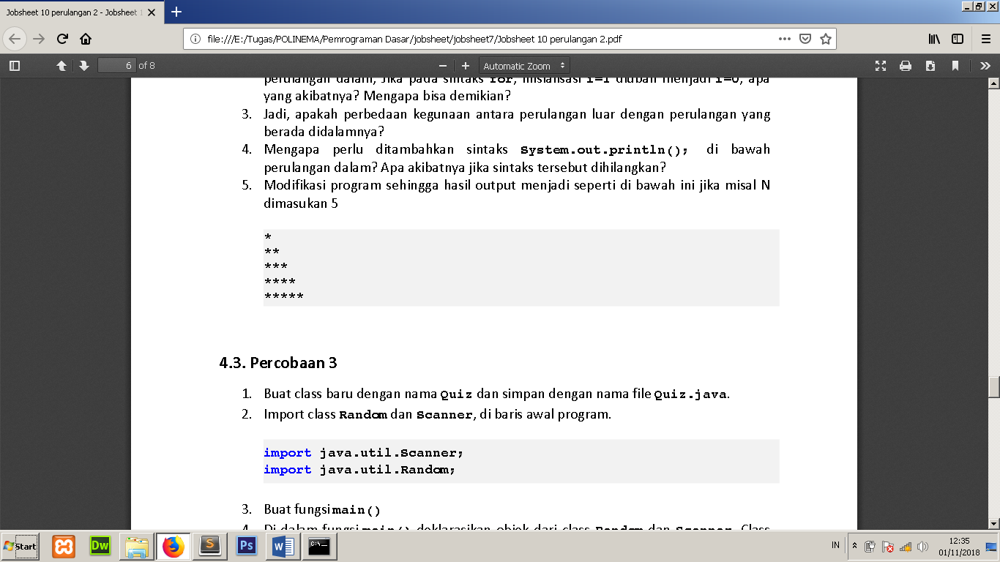 Jobsheet 10 perulangan 2 - Jobsheet 1
file:///E:/Tugas/POLINEMA/Pemrograman Dasar/jobsheet/jobsheet7/Jobsheet 10 perulangan 2.pdf
6 of 8
Automatic Zoom
perulangan dalam, Jika pada sintaks for, inisialisasi i=1 diubah menjadi i=0, apa
yang akibatnya? Mengapa bisa demikian?
3. Jadi, apakah perbedaan kegunaan antara perulangan luar dengan perulangan yang
berada didalamnya?
4. Mengapa perlu ditambahkan sintaks System.out.println(); di bawah
perulangan dalam? Apa akibatnya jika sintaks tersebut dihilangkan?
5. Modifikasi program sehingga hasil output menjadi seperti di bawah ini jika misal N
dimasukan 5
*
**
***
****
*****
4.3. Percobaan 3
1. Buat class baru dengan nama Quiz dan simpan dengan nama file Quiz.java.
2. Import class Random dan Scanner, di baris awal program.
import java.util.Scanner;
import java.util.Random;
3. Buat fungsi main()
4. Di dalam fungsi main() deklarasikan objek dari class Random dan Scanner. Class
Start
Dw
S
Ps
W
C:\
IN
12:35
01/11/2018